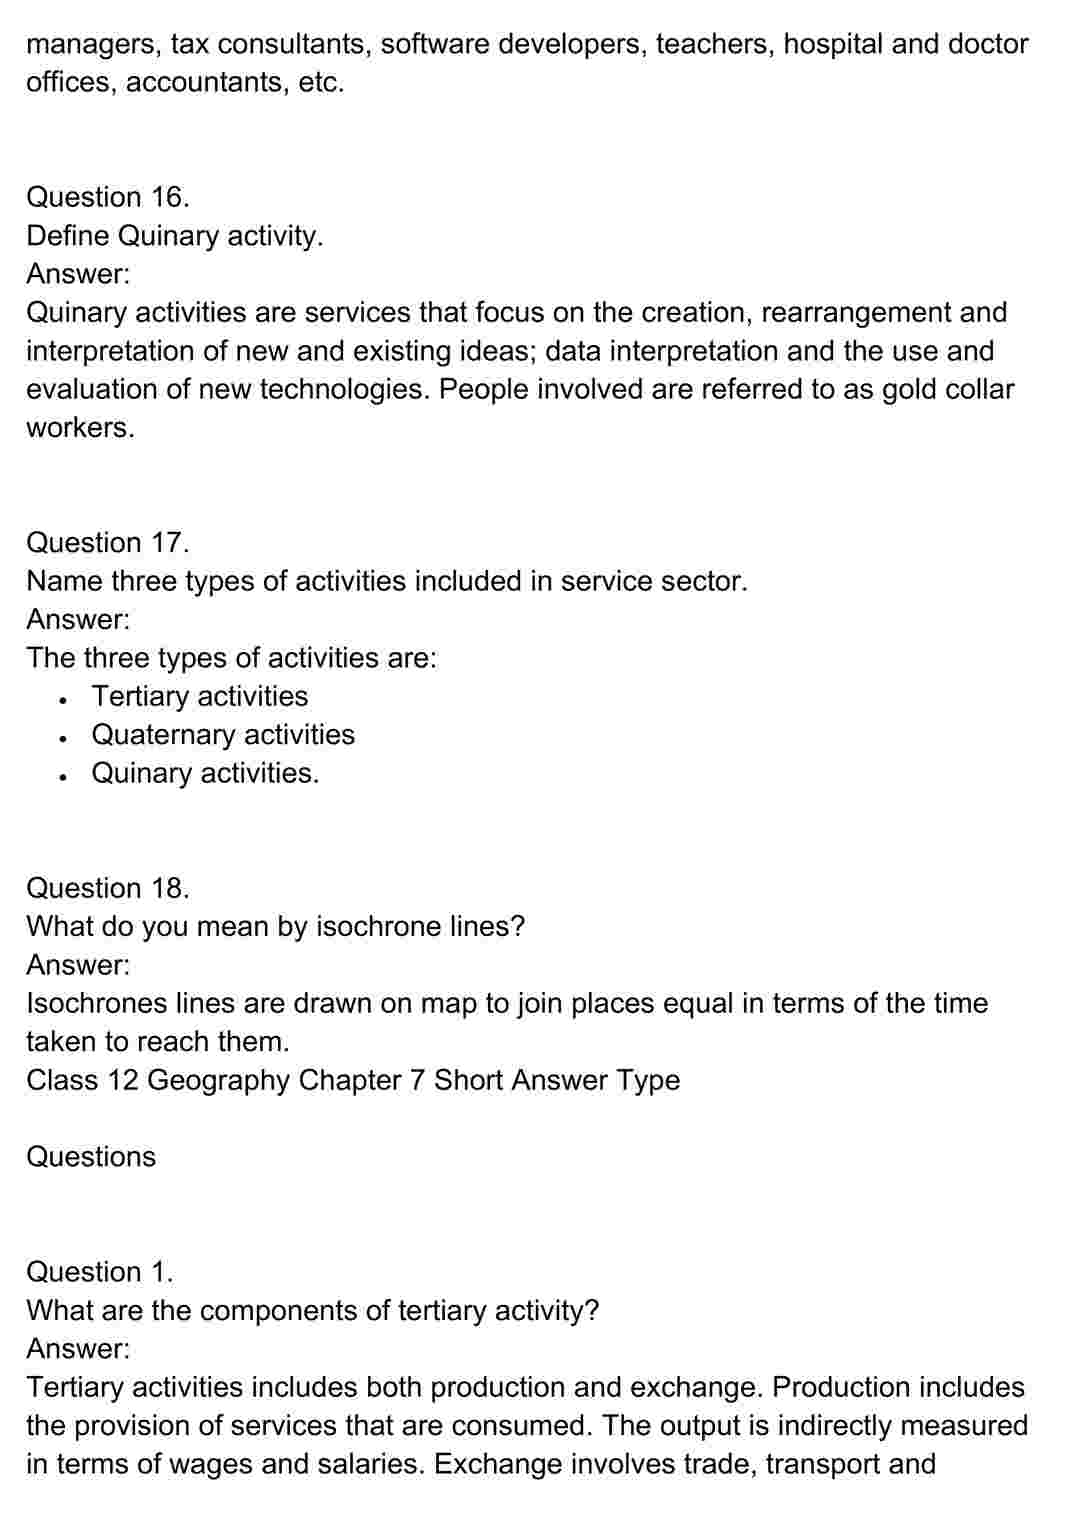 managers, tax consultants, software developers, teachers, hospital and doctor
offices, accountants, etc.
Question 16.
Define Quinary activity.
Answer:
Quinary activities are services that focus on the creation, rearrangement and
interpretation of new and existing ideas; data interpretation and the use and
evaluation of new technologies. People involved are referred to as gold collar
workers.
Question 17.
Name three types of activities included in service sector.
Answer:
The three types of activities are:
• Tertiary activities
• Quaternary activities
• Quinary activities.
Question 18.
What do you mean by isochrone lines?
Answer:
Isochrones lines are drawn on map to join places equal in terms of the time
taken to reach them.
Class 12 Geography Chapter 7 Short Answer Type
Questions
Question 1.
What are the components of tertiary activity?
Answer:
Tertiary activities includes both production and exchange. Production includes
the provision of services that are consumed. The output is indirectly measured
in terms of wages and salaries. Exchange involves trade, transport and